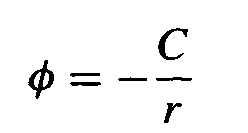 ϕ = − C/r